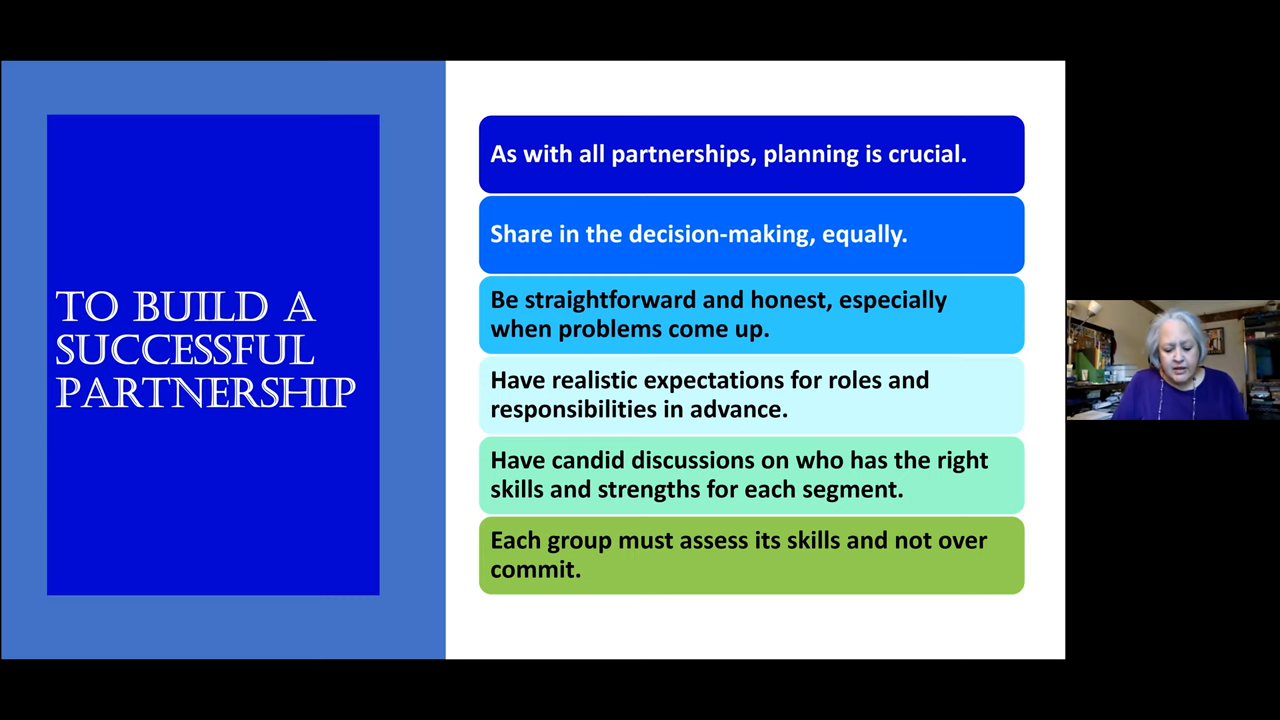 TO BUILD A
SUCCESSFUL
PARTNERSHIP
As with all partnerships, planning is crucial.
Share in the decision-making, equally.
Be straightforward and honest, especially
when problems come up.
Have realistic expectations for roles and
responsibilities in advance.
Have candid discussions on who has the right
skills and strengths for each segment.
Each group must assess its skills and not over
commit.